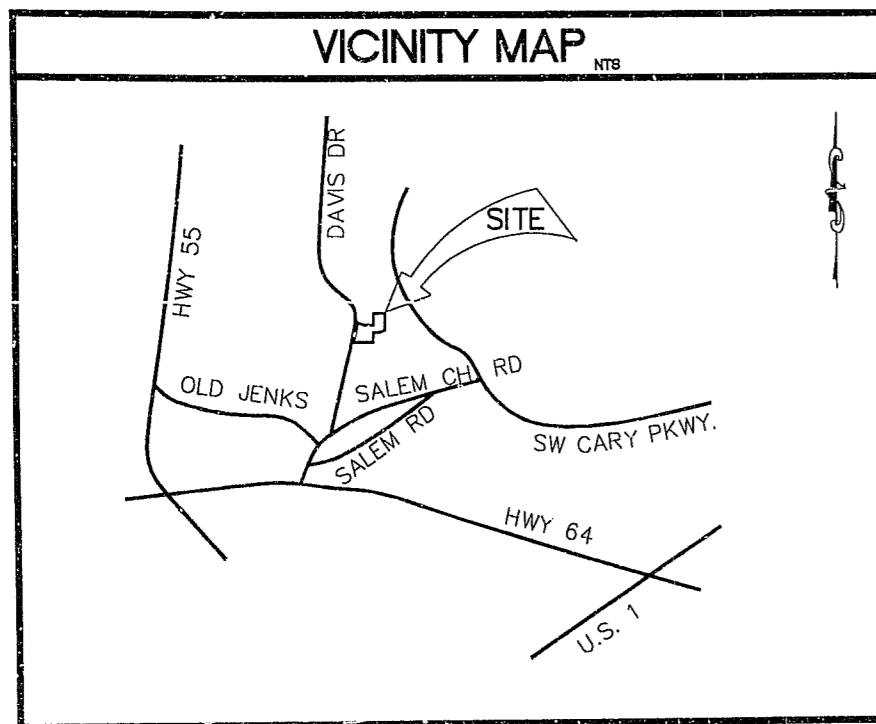 VICINITY MAP NTS
DAVIS DR
SITE
HWY 55
OLD JENKS
SALEM CH RD
SALEM RD
SW CARY PKWY.
HWY 64
U.S. 1